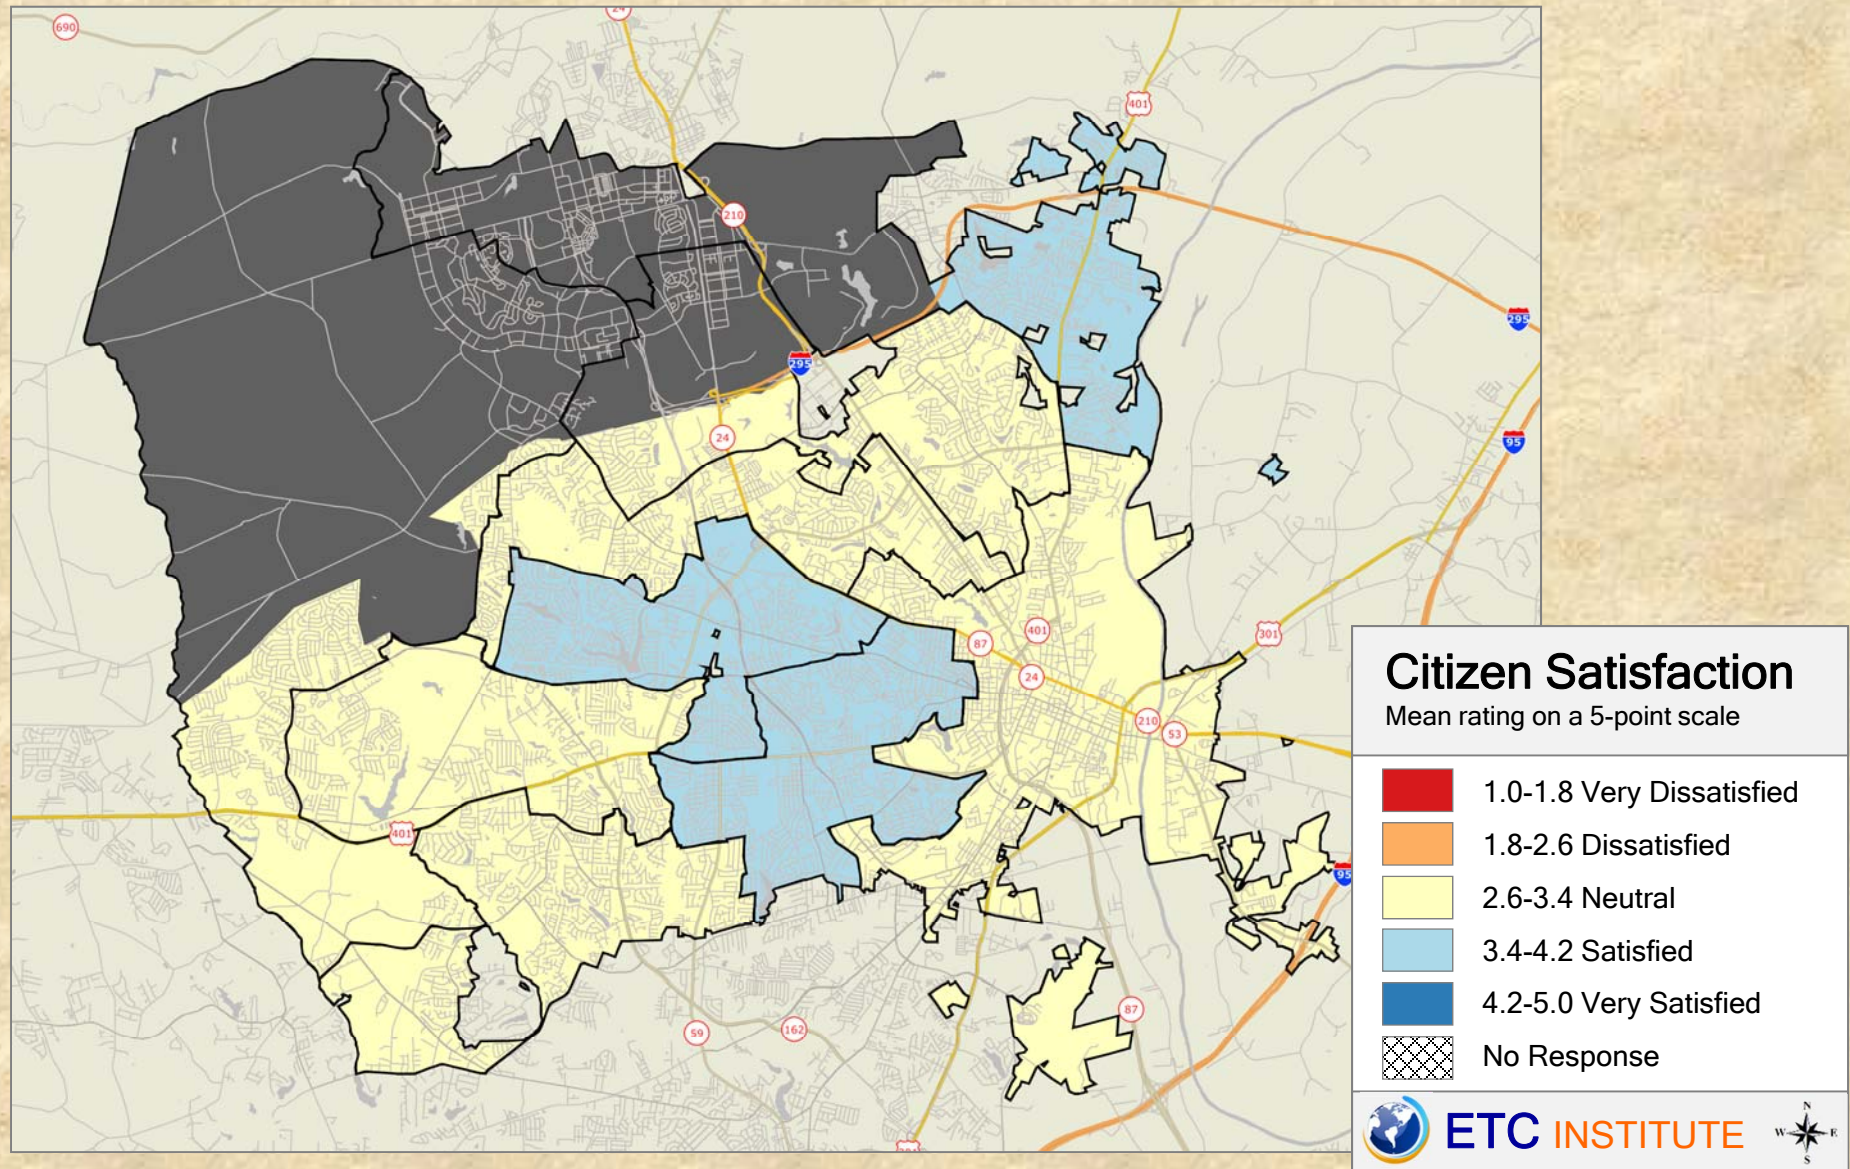 24
690
401
210
295
295
24
95
401
301
87
24
210
53
401
95
59
162
87
Citizen Satisfaction
Mean rating on a 5-point scale
1.0-1.8 Very Dissatisfied
1.8-2.6 Dissatisfied
2.6-3.4 Neutral
3.4-4.2 Satisfied
4.2-5.0 Very Satisfied
No Response
ETC INSTITUTE
N
W E
S